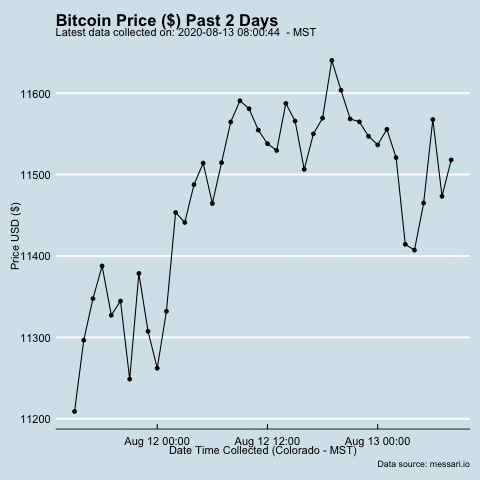 Bitcoin Price ($) Past 2 Days
Latest data collected on: 2020-08-13 08:00:44  - MST
Price USD ($)
11600
11500
11400
11300
11200
Aug 12 00:00 Aug 12 12:00 Aug 13 00:00
Date Time Collected (Colorado - MST)
Data source: messari.io